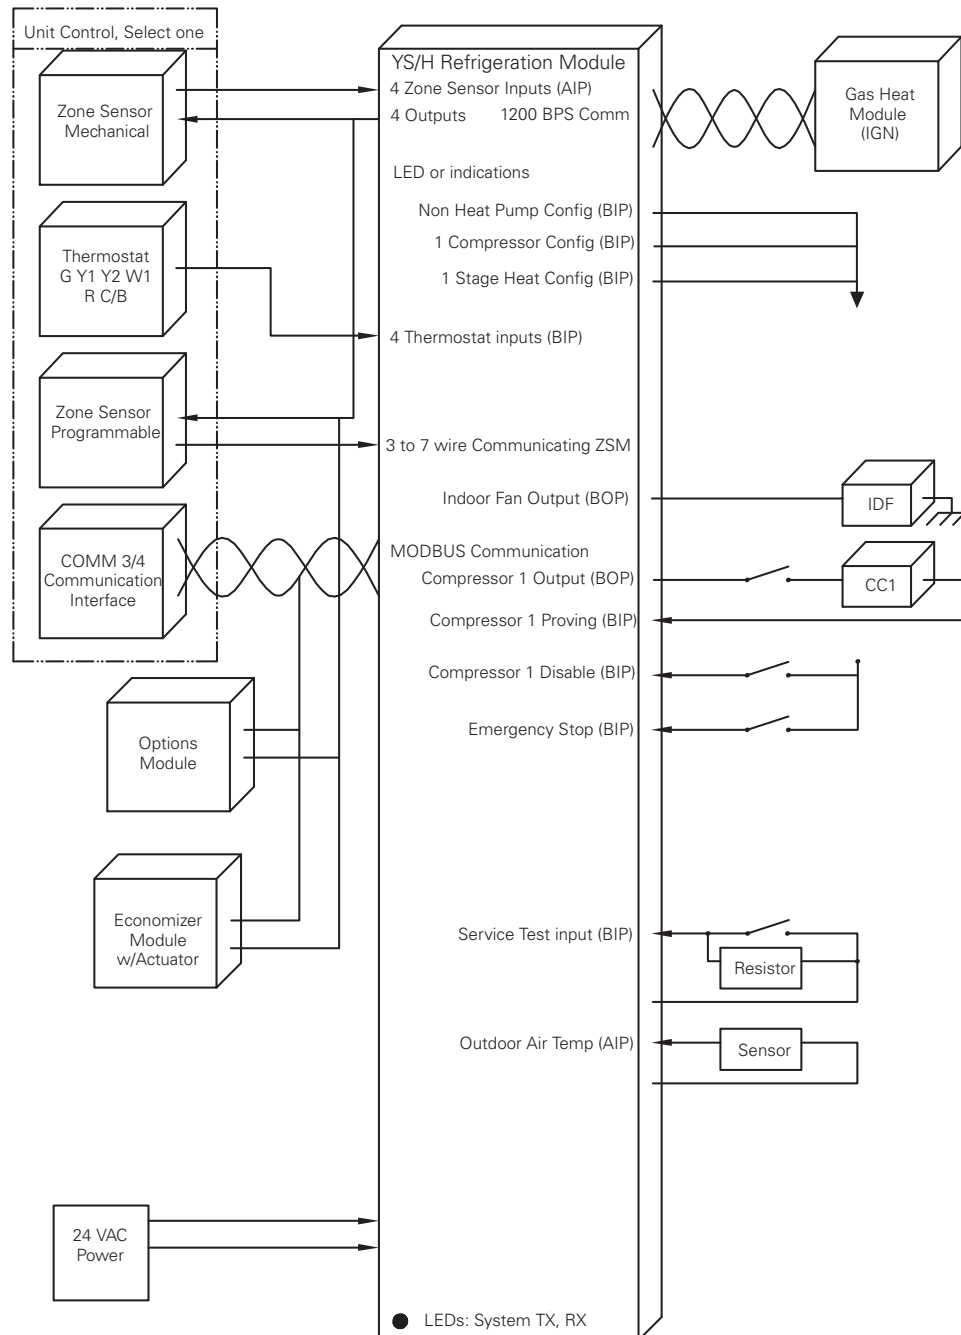 Unit Control, Select one
Zone Sensor
Mechanical
Thermostat
G Y1 Y2 W1
R C/B
Zone Sensor
Programmable
COMM 3/4
Communication
Interface
Options
Module
Economizer
Module
w/Actuator
24 VAC
Power
YS/H Refrigeration Module
4 Zone Sensor Inputs (AIP)
4 Outputs 1200 BPS Comm
LED or indications
Non Heat Pump Config (BIP)
1 Compressor Config (BIP)
1 Stage Heat Config (BIP)
4 Thermostat inputs (BIP)
3 to 7 wire Communicating ZSM
Indoor Fan Output (BOP)
MODBUS Communication
Compressor 1 Output (BOP)
Compressor 1 Proving (BIP)
Compressor 1 Disable (BIP)
Emergency Stop (BIP)
Service Test input (BIP)
Outdoor Air Temp (AIP)
LEDs: System TX, RX
Gas Heat
Module
(IGN)
IDF
CC1
Resistor
Sensor